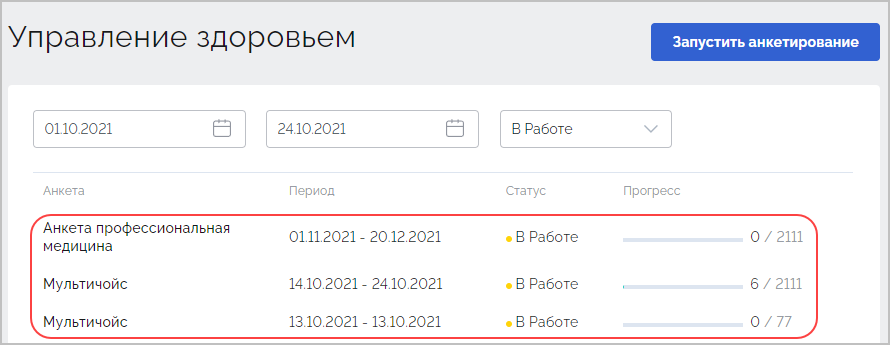 Управление здоровьем
Запустить анкетирование
01.10.2021 24.10.2021 В Работе
Анкета Период Статус Прогресс
Анкета профессиональная
медицина 01.11.2021 - 20.12.2021 В Работе 0 / 2111
Мультичойс 14.10.2021 - 24.10.2021 В Работе 6 / 2111
Мультичойс 13.10.2021 - 13.10.2021 В Работе 0 / 77